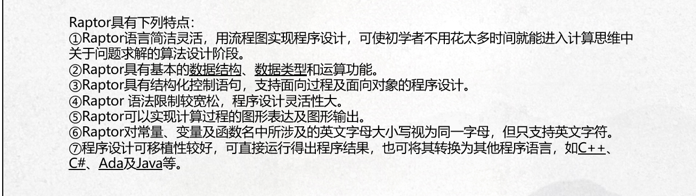 Raptor具有下列特点：
①Raptor语言简洁灵活，用流程图实现程序设计，可使初学者不用花太多时间就能进入计算思维中
关于问题求解的算法设计阶段。
②Raptor具有基本的数据结构、数据类型和运算功能。
③Raptor具有结构化控制语句，支持面向过程及面向对象的程序设计。
④Raptor 语法限制较宽松，程序设计灵活性大。
⑤Raptor可以实现计算过程的图形表达及图形输出。
⑥Raptor对常量、变量及函数名中所涉及的英文字母大小写视为同一字母，但只支持英文字符。
⑦程序设计可移植性较好，可直接运行得出程序结果，也可将其转换为其他程序语言，如C++、
C#、Ada及Java等。